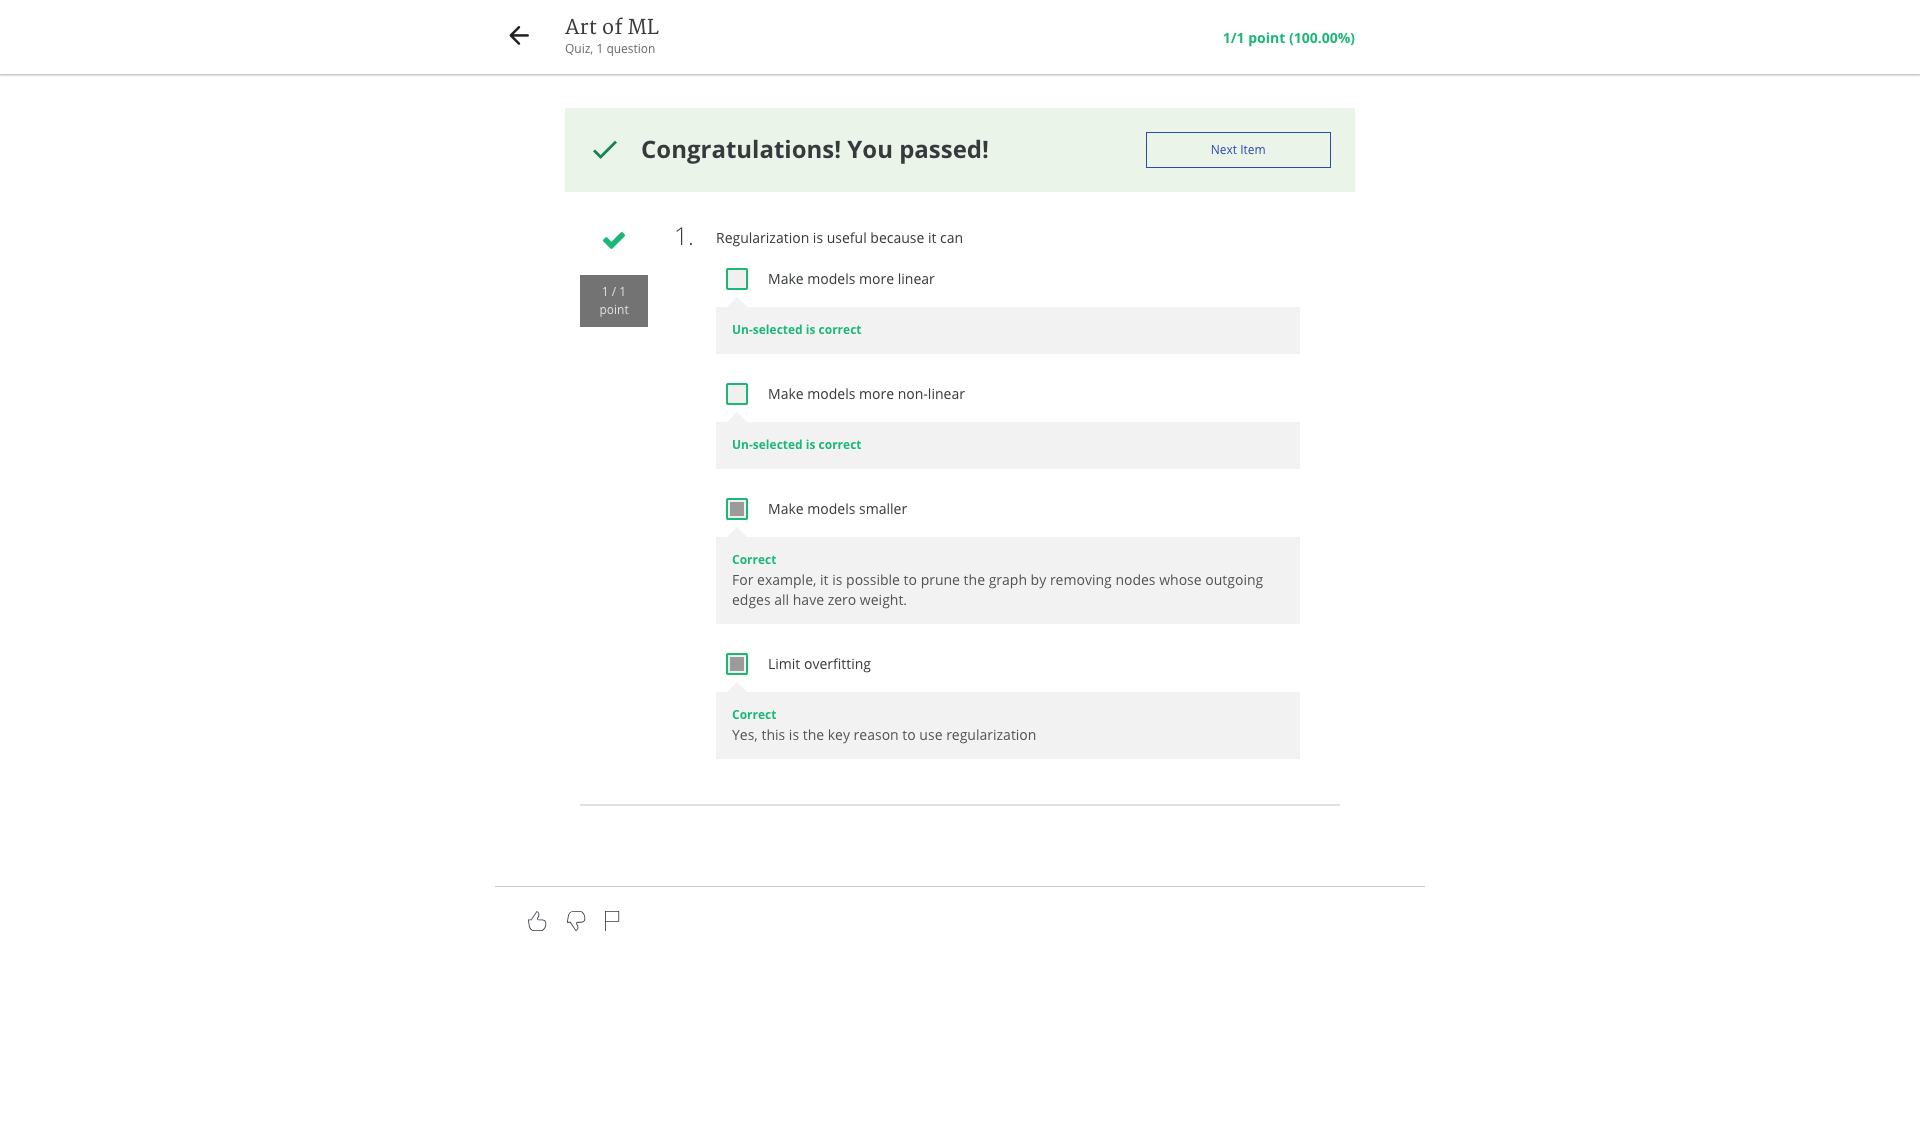 Art of ML
Quiz, 1 question
1/1 point (100.00%)
Congratulations! You passed!
Next Item
1 / 1
point
1.
Regularization is useful because it can
Make models more linear
Un-selected is correct
Make models more non-linear
Un-selected is correct
Make models smaller
Correct
For example, it is possible to prune the graph by removing nodes whose outgoing
edges all have zero weight.
Limit overfitting
Correct
Yes, this is the key reason to use regularization